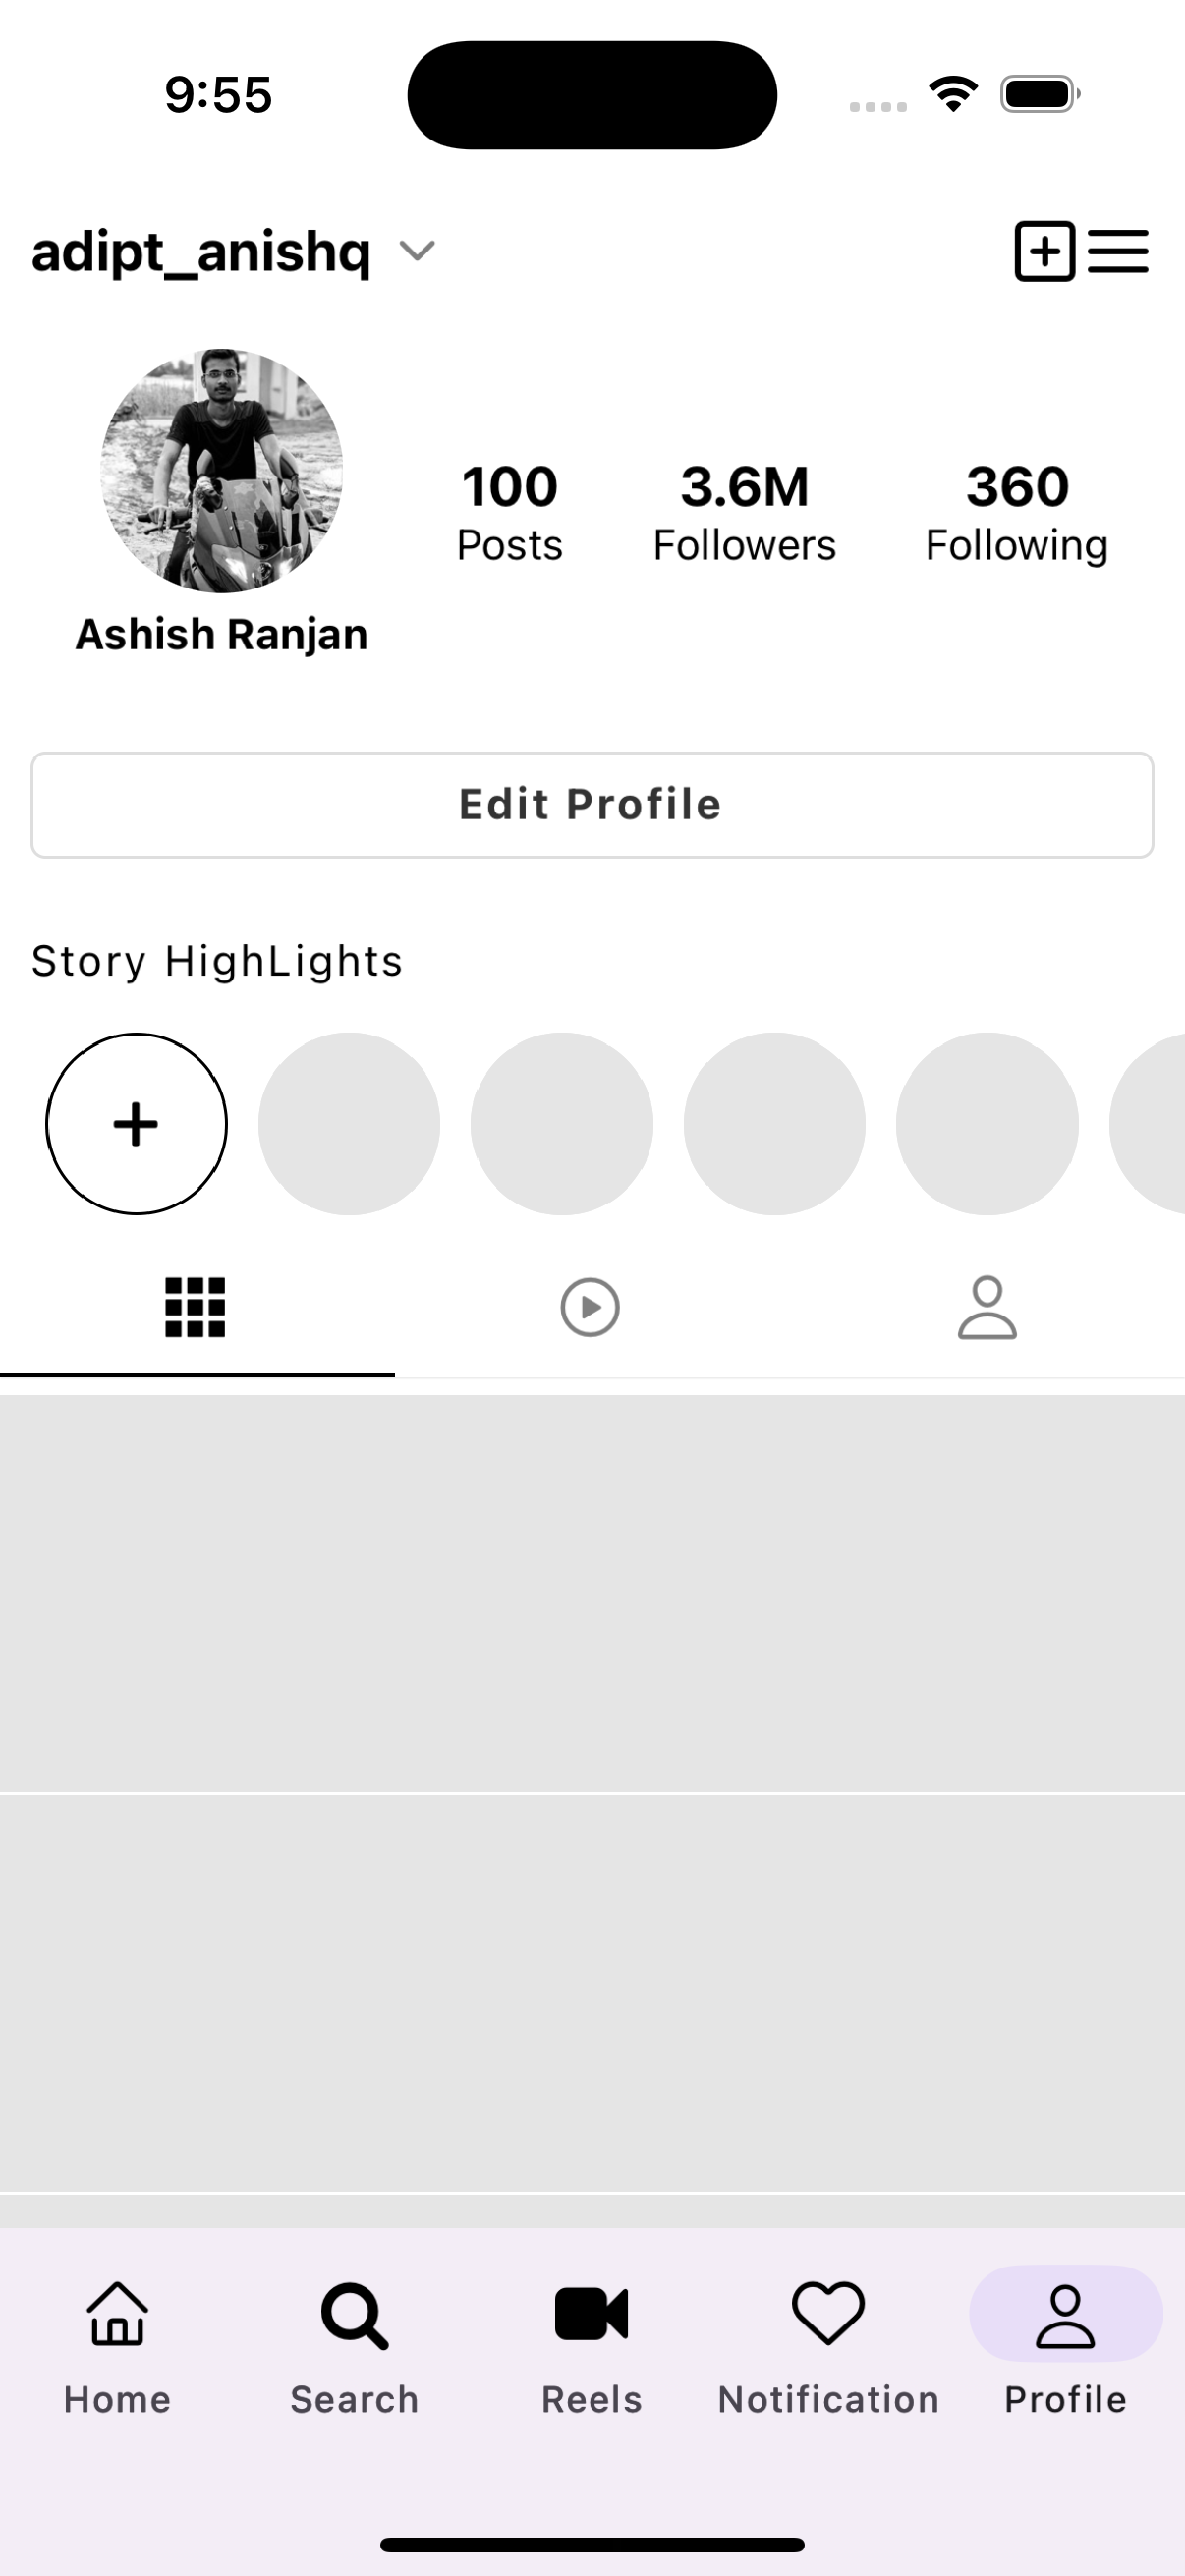 9:55
adipt_anishq
100 3.6M 360
Posts Followers Following
Ashish Ranjan
Edit Profile
Story HighLights
Home Search Reels Notification Profile